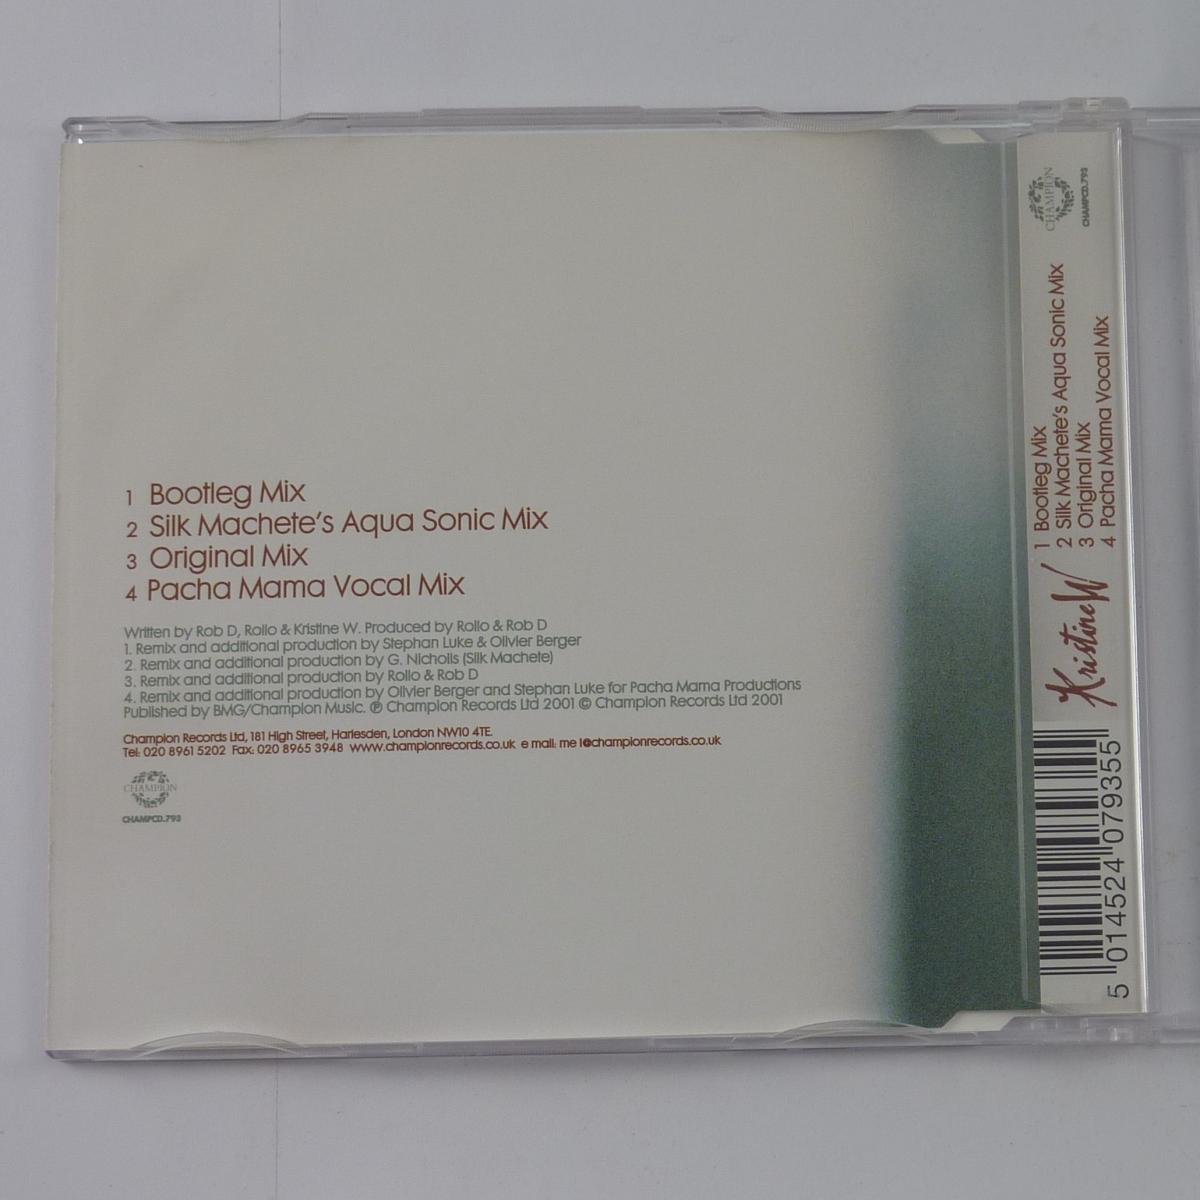 1 Bootleg Mix
2 Silk Machete's Aqua Sonic Mix
3 Original Mix
4 Pacha Mama Vocal Mix
Written by Rob D, Rollo & Kristine W. Produced by Rollo & Rob D
1. Remix and additional production by Stephan Luke & Olivier Berger
2. Remix and additional production by G. Nicholls (Silk Machete)
3. Remix and additional production by Rollo & Rob D
4. Remix and additional production by Olivier Berger and Stephan Luke for Pacha Mama Productions
Published by BMG/Champion Music. ℗ Champion Records Ltd 2001 © Champion Records Ltd 2001
Champion Records Ltd, 181 High Street, Harlesden, London NW10 4TE.
Tel: 020 8961 5202 Fax: 020 8965 3948 www.championrecords.co.uk e mail: me l@championrecords.co.uk
CHAMPION
CHAMPCD.793
CHAMPION
CHAMPCD.793
1 Bootleg Mix
2 Silk Machete's Aqua Sonic Mix
3 Original Mix
4 Pacha Mama Vocal Mix
Kristine W
5 014524 079355